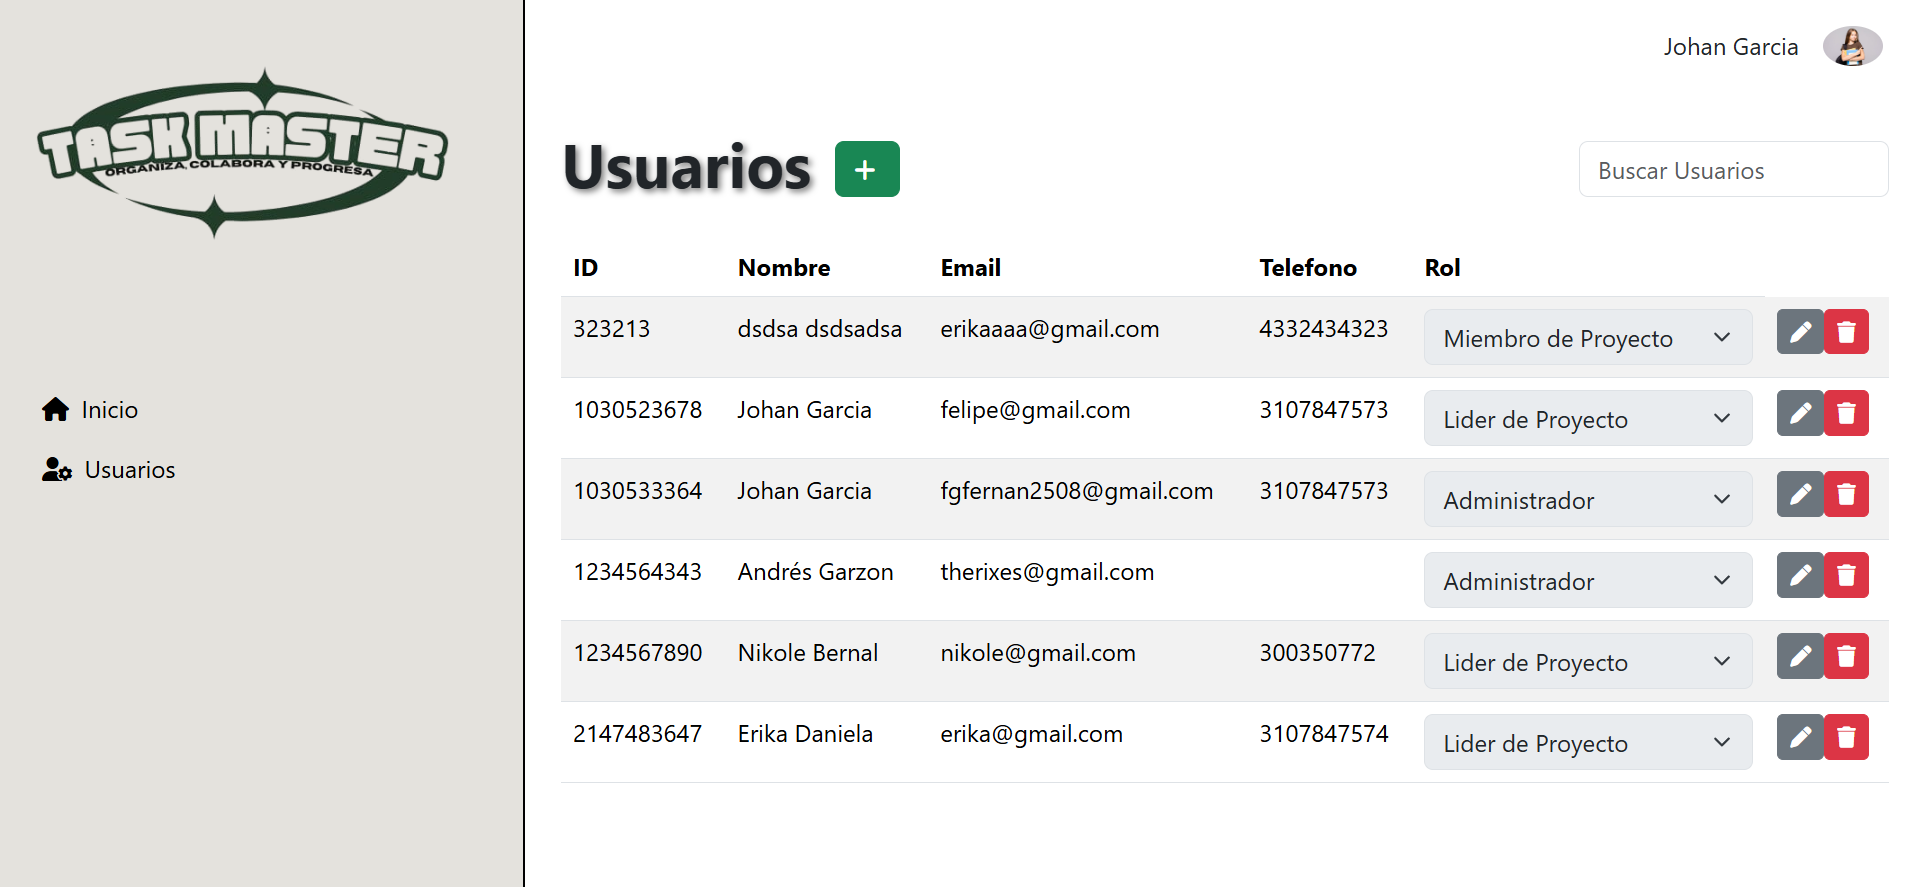 TASK MASTER
ORGANIZA, COLABORA Y PROGRESA
Inicio
Usuarios
Johan Garcia
Usuarios +
Buscar Usuarios
ID Nombre Email Telefono Rol
323213 dsdsa dsdsadsa erikaaaa@gmail.com 4332434323 Miembro de Proyecto
1030523678 Johan Garcia felipe@gmail.com 3107847573 Lider de Proyecto
1030533364 Johan Garcia fgfernan2508@gmail.com 3107847573 Administrador
1234564343 Andrés Garzon therixes@gmail.com Administrador
1234567890 Nikole Bernal nikole@gmail.com 300350772 Lider de Proyecto
2147483647 Erika Daniela erika@gmail.com 3107847574 Lider de Proyecto